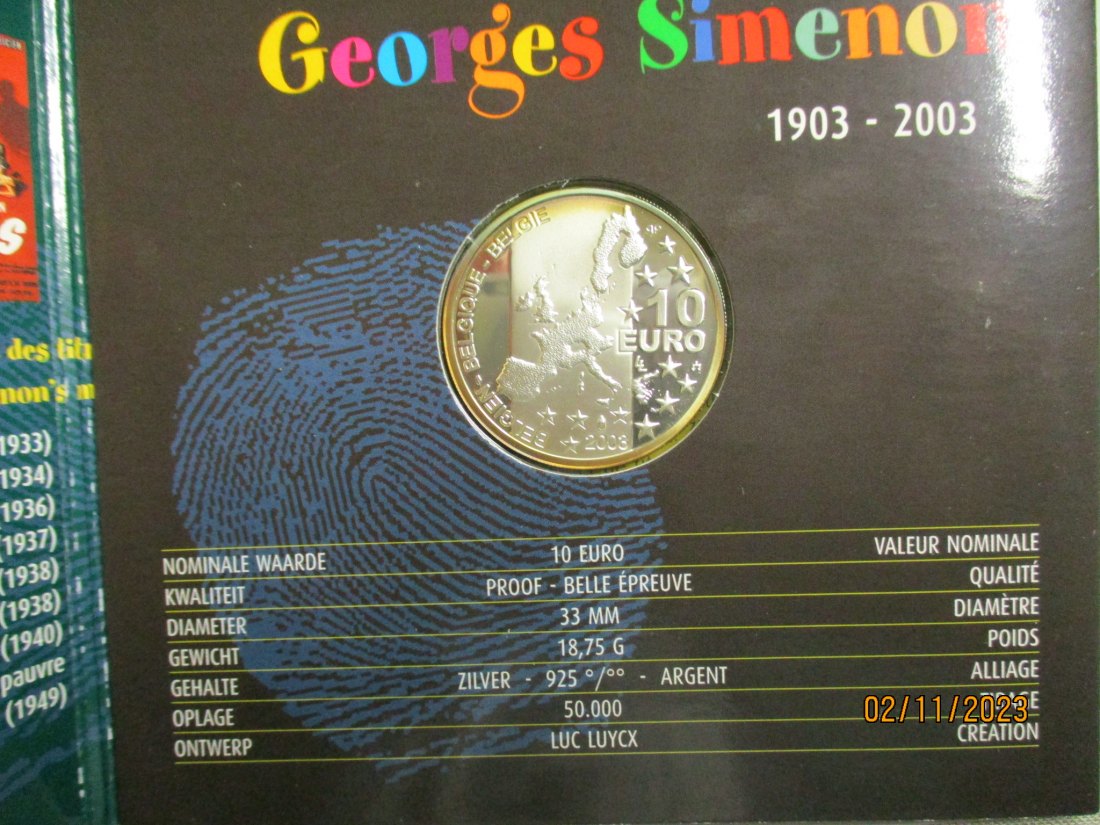 Georges Simenon
1903 - 2003
BELGIEN - BELGIQUE - BELGIË
10
EURO
2003
des
non's
1933)
1934)
1936)
(1937)
(1938)
(1938)
(1940)
pauvre
(1949)
NOMINALE WAARDE 10 EURO VALEUR NOMINALE
KWALITEIT PROOF - BELLE ÉPREUVE QUALITÉ
DIAMETER 33 MM DIAMÈTRE
GEWICHT 18,75 G POIDS
GEHALTE ZILVER - 925 °/°° - ARGENT ALLIAGE
OPLAGE 50.000
ONTWERP LUC LUYCX CRÉATION
02/11/2023